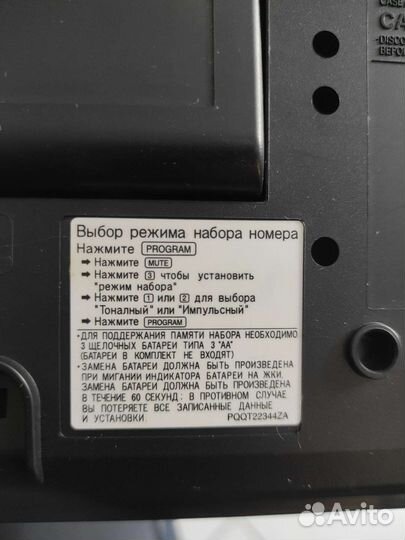 CA
Выбор режима набора номера
Нажмите PROGRAM
➡ Нажмите MUTE
➡ Нажмите 3 чтобы установить
"режим набора"
➡ Нажмите 1 или 2 для выбора
"Тоналный" или "Импульсный"
➡ Нажмите PROGRAM
·ДЛЯ ПОДДЕРЖАНИЯ ПАМЯТИ НАБОРА НЕОБХОДИМО
3 ЩЕЛОЧНЫХ БАТАРЕИ ТИПА 3 "АА"
(БАТАРЕИ В КОМПЛЕКТ НЕ ВХОДЯТ)
·ЗАМЕНА БАТАРЕИ ДОЛЖНА БЫТЬ ПРОИЗВЕДЕНА
ПРИ МИГАНИИ ИНДИКАТОРА БАТАРЕИ НА ЖКИ.
ЗАМЕНА БАТАРЕИ ДОЛЖНА БЫТЬ ПРОИЗВЕДЕНА
В ТЕЧЕНИЕ 60 СЕКУНД: В ПРОТИВНОМ СЛУЧАЕ
ВЫ ПОТЕРЯЕТЕ ВСЕ ЗАПИСАННЫЕ ДАННЫЕ
И УСТАНОВКИ. PQQT22344ZA
Avito